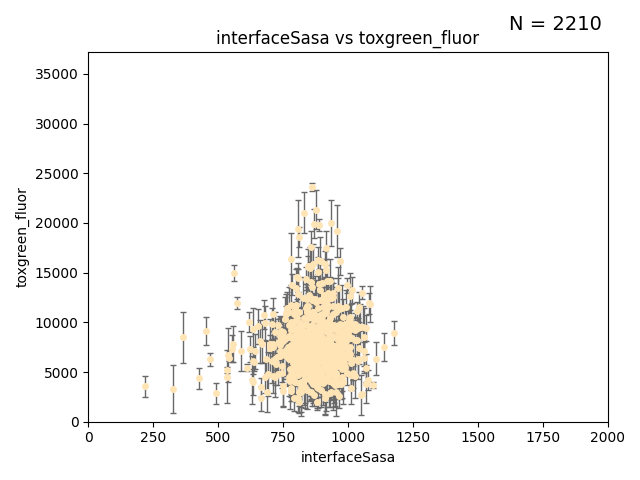 N = 2210
interfaceSasa vs toxgreen_fluor
35000
30000
25000
20000
15000
10000
5000
0
toxgreen_fluor
0 250 500 750 1000 1250 1500 1750 2000
interfaceSasa